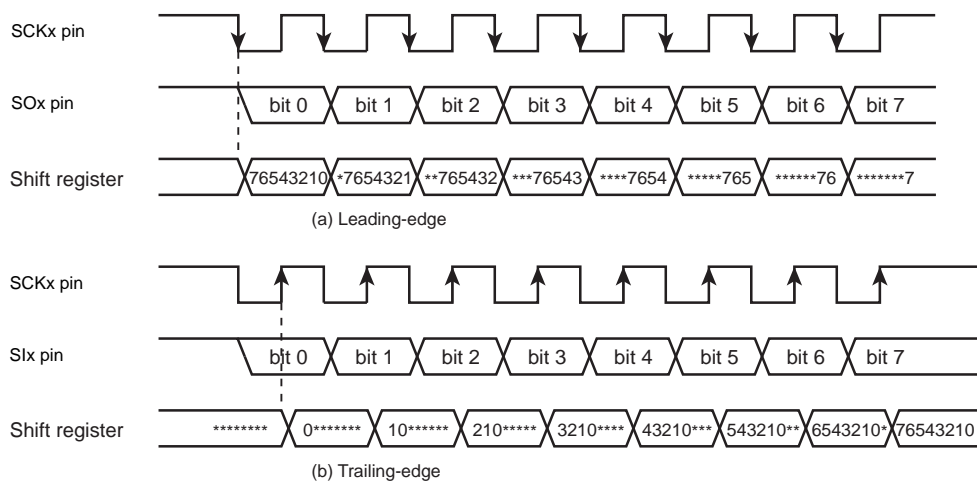 SCKx pin
SOx pin bit 0 bit 1 bit 2 bit 3 bit 4 bit 5 bit 6 bit 7
Shift register 76543210 *7654321 **765432 ***76543 ****7654 *****765 ******76 *******7
(a) Leading-edge
SCKx pin
SIx pin bit 0 bit 1 bit 2 bit 3 bit 4 bit 5 bit 6 bit 7
Shift register ******** 0******* 10****** 210***** 3210**** 43210*** 543210** 6543210* 76543210
(b) Trailing-edge